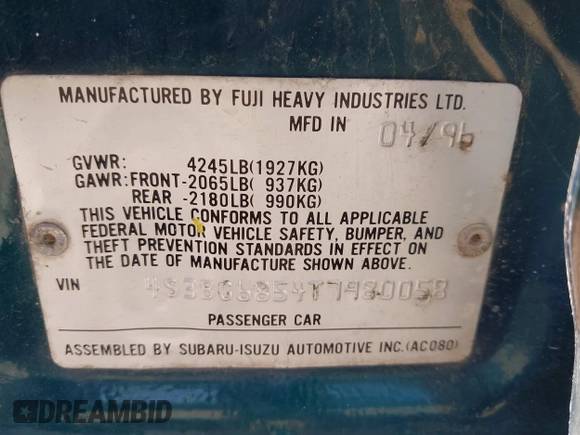 MANUFACTURED BY FUJI HEAVY INDUSTRIES LTD.
MFD IN 04/96
GVWR: 4245LB(1927KG)
GAWR:FRONT-2065LB( 937KG)
REAR -2180LB( 990KG)
THIS VEHICLE CONFORMS TO ALL APPLICABLE
FEDERAL MOTOR VEHICLE SAFETY, BUMPER, AND
THEFT PREVENTION STANDARDS IN EFFECT ON
THE DATE OF MANUFACTURE SHOWN ABOVE.
VIN 4S3BG6854T7980058
PASSENGER CAR
ASSEMBLED BY SUBARU-ISUZU AUTOMOTIVE INC.(AC080)
DREAMBID